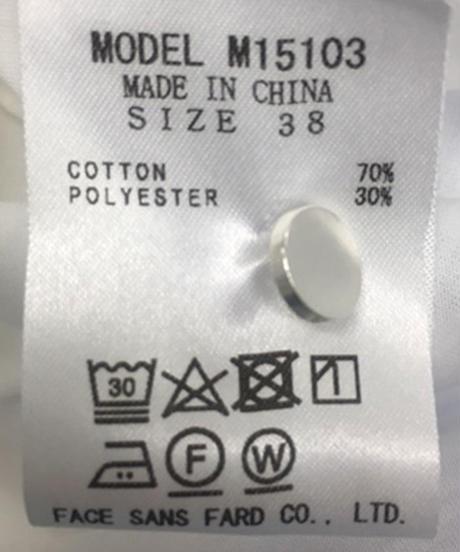 MODEL M15103
MADE IN CHINA
SIZE 38
COTTON 70%
POLYESTER 30%
30
F W
FACE SANS FARD CO., LTD.